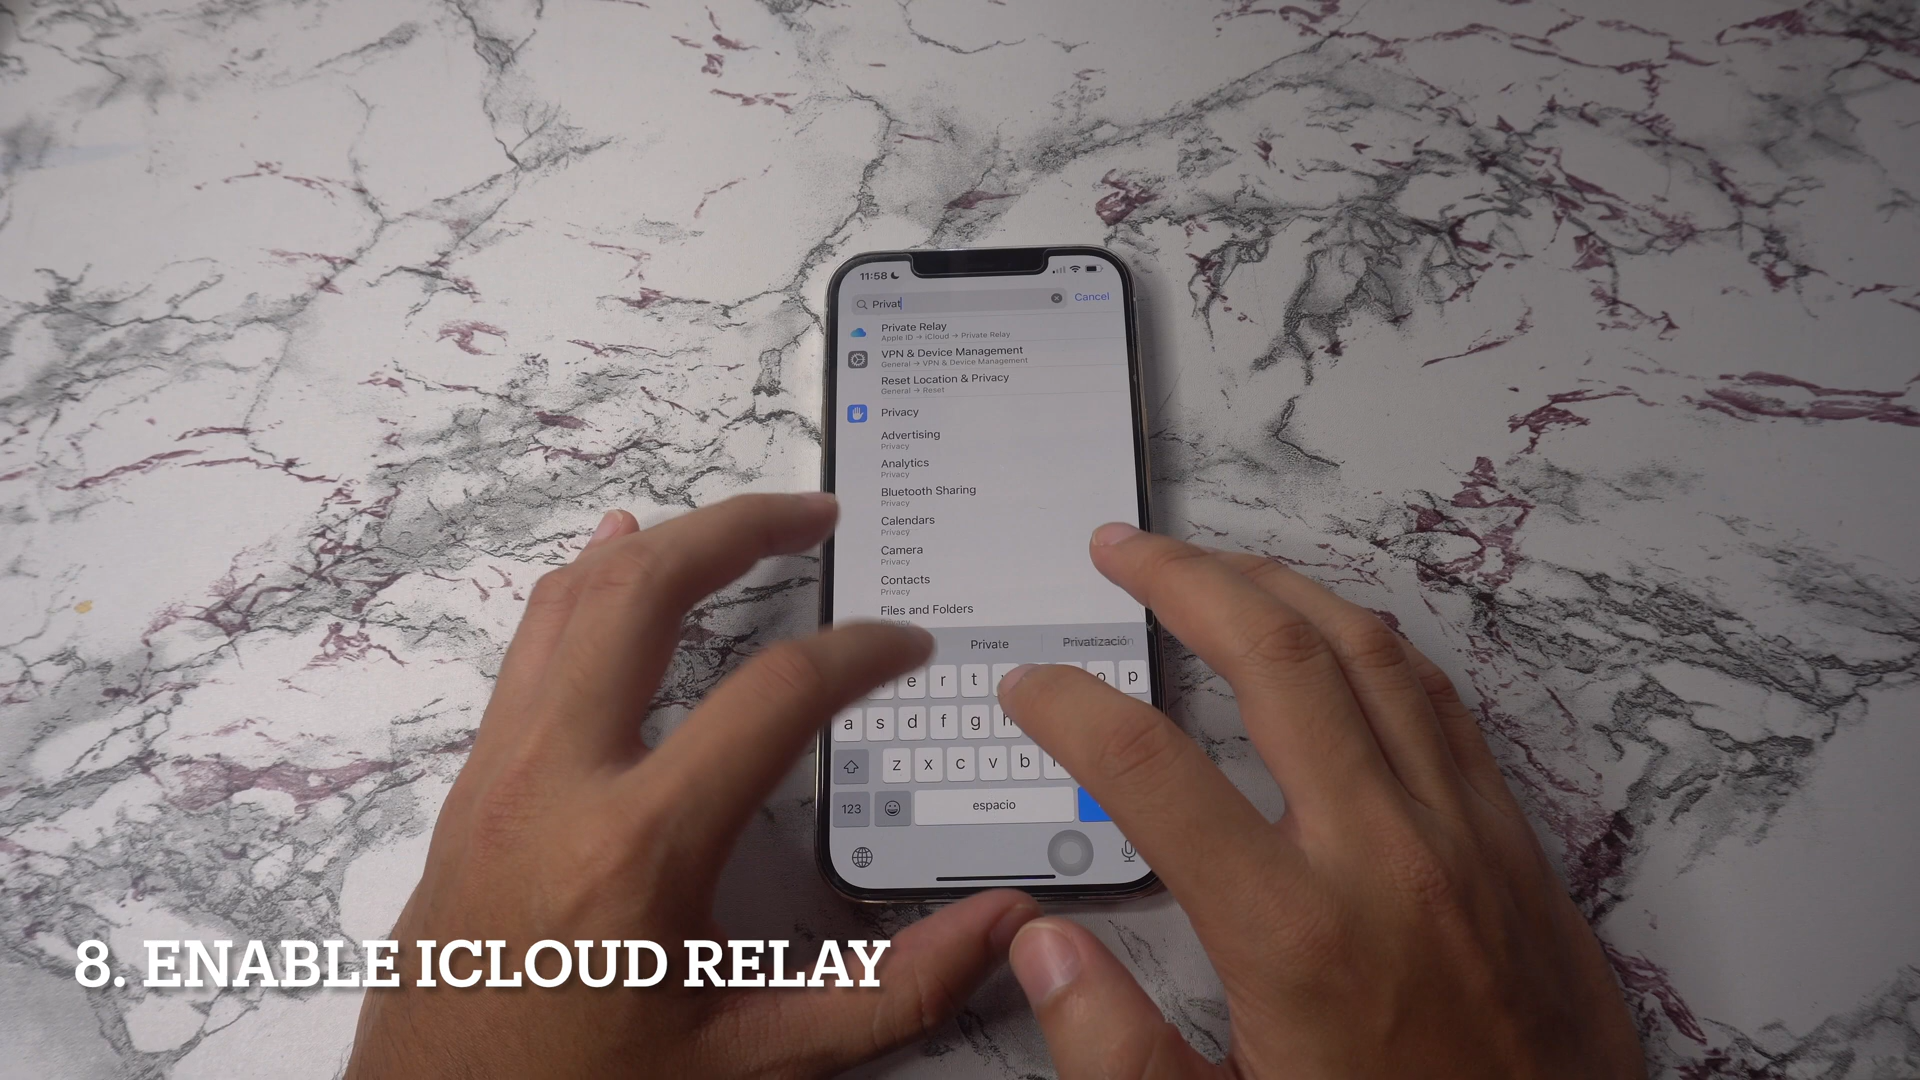 11:58
Privat
Cancel
Private Relay
Apple ID → iCloud → Private Relay
VPN & Device Management
General → VPN & Device Management
Reset Location & Privacy
General → Reset
Privacy
Advertising
Privacy
Analytics
Privacy
Bluetooth Sharing
Privacy
Calendars
Privacy
Camera
Privacy
Contacts
Privacy
Files and Folders
Privacy
Private Privatización
e r t o p
a s d f g h
z x c v b
123 espacio
8. ENABLE ICLOUD RELAY